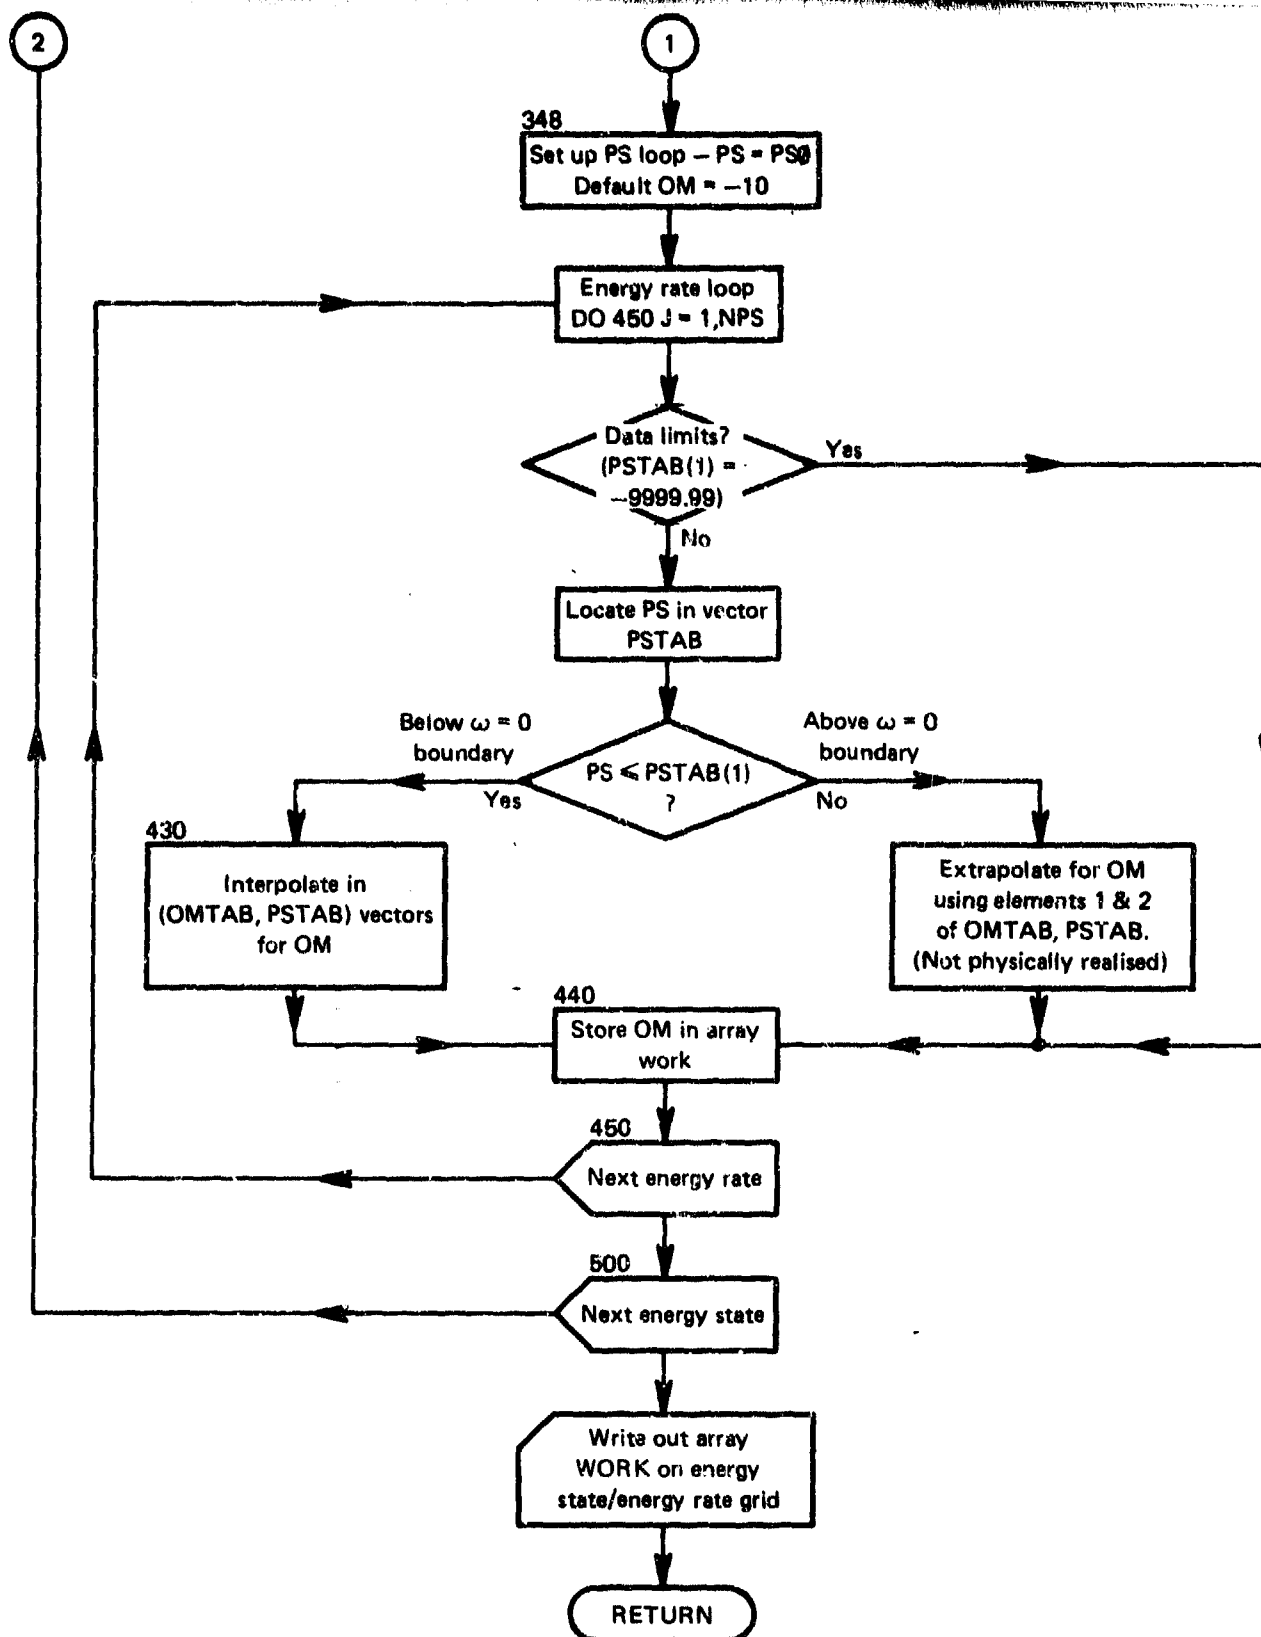 2
1
348
Set up PS loop – PS = PS0
Default OM = –10
Energy rate loop
DO 450 J = 1,NPS
Data limits?
(PSTAB(1) =
–9999.99)
Yes
No
Locate PS in vector
PSTAB
Below ω = 0
boundary
Above ω = 0
boundary
PS ⩽ PSTAB(1)
?
Yes
No
430
Interpolate in
(OMTAB, PSTAB) vectors
for OM
Extrapolate for OM
using elements 1 & 2
of OMTAB, PSTAB.
(Not physically realised)
440
Store OM in array
work
450
Next energy rate
500
Next energy state
Write out array
WORK on energy
state/energy rate grid
RETURN